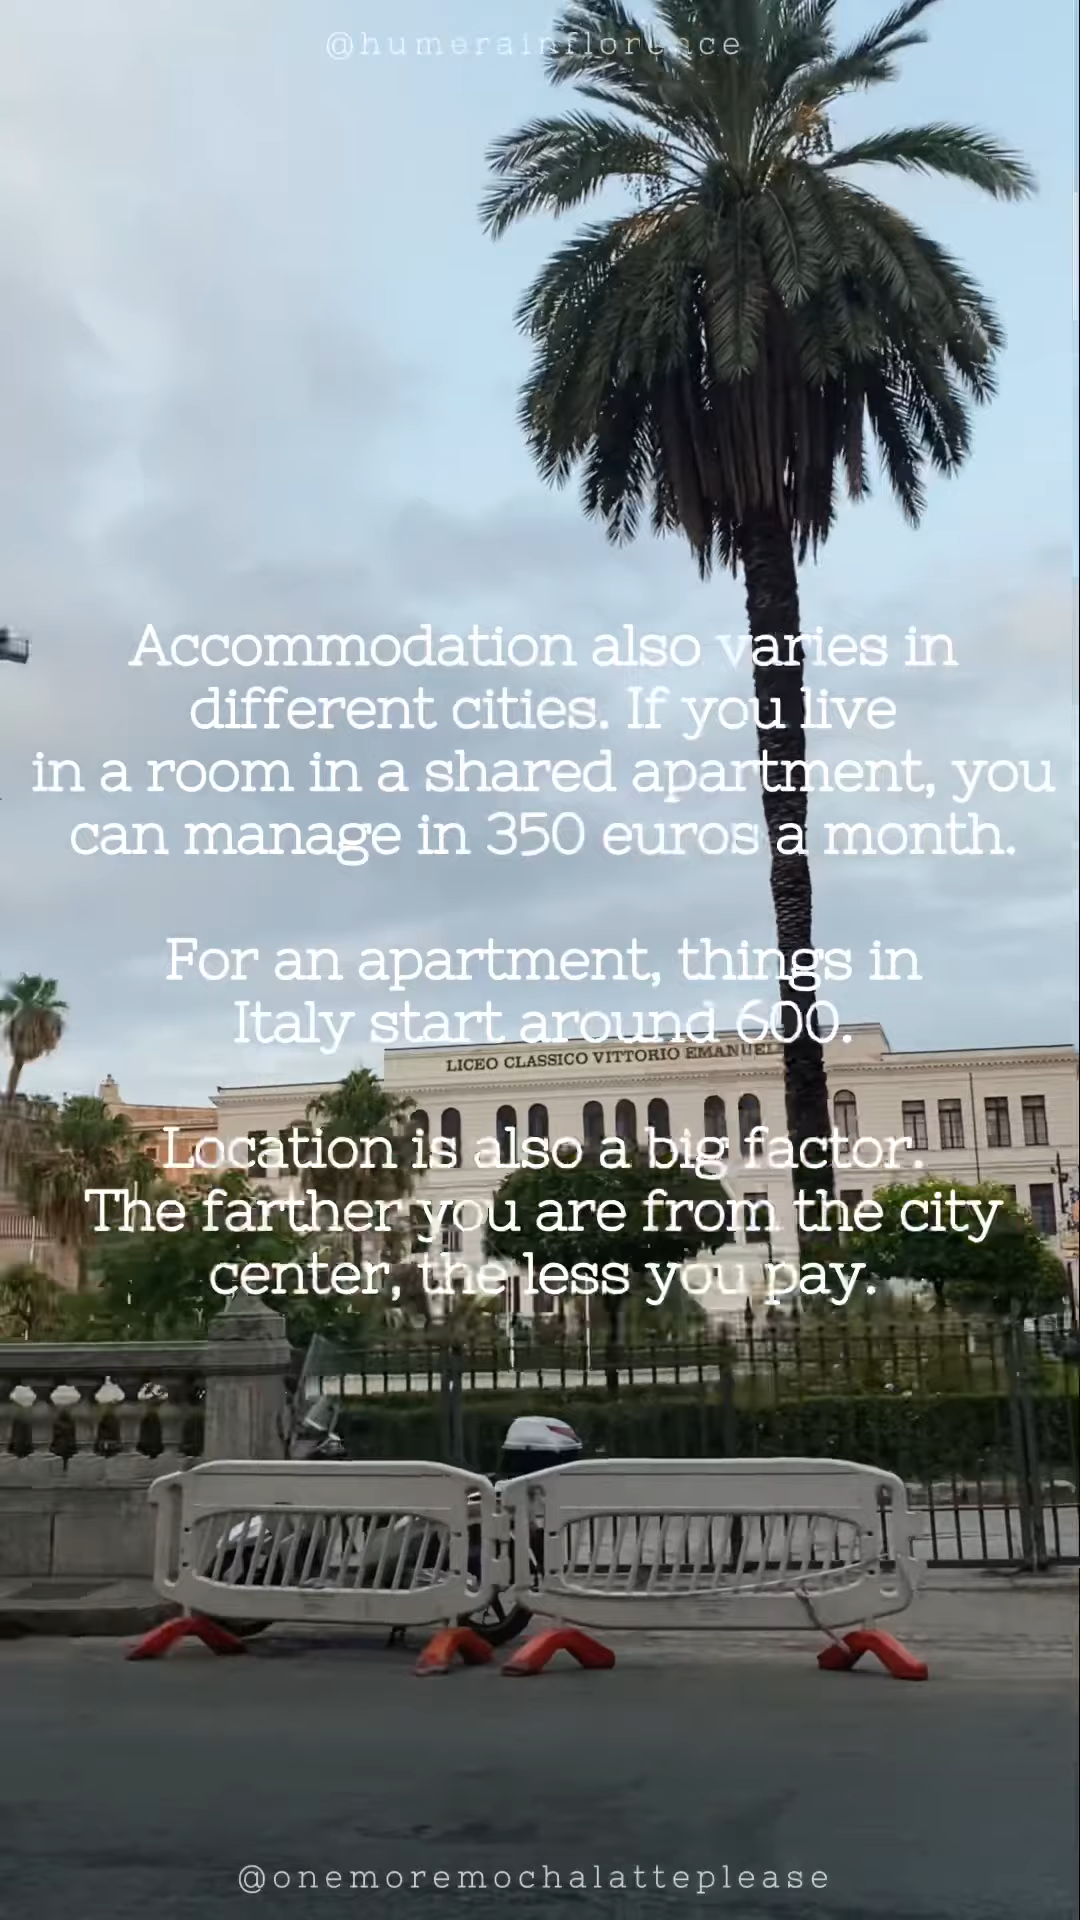 @humerainflorence
Accommodation also varies in
different cities. If you live
in a room in a shared apartment, you
can manage in 350 euros a month.
For an apartment, things in
Italy start around 600.
LICEO CLASSICO VITTORIO EMANUEL
Location is also a big factor.
The farther you are from the city
center, the less you pay.
@onemoremochalatteplease